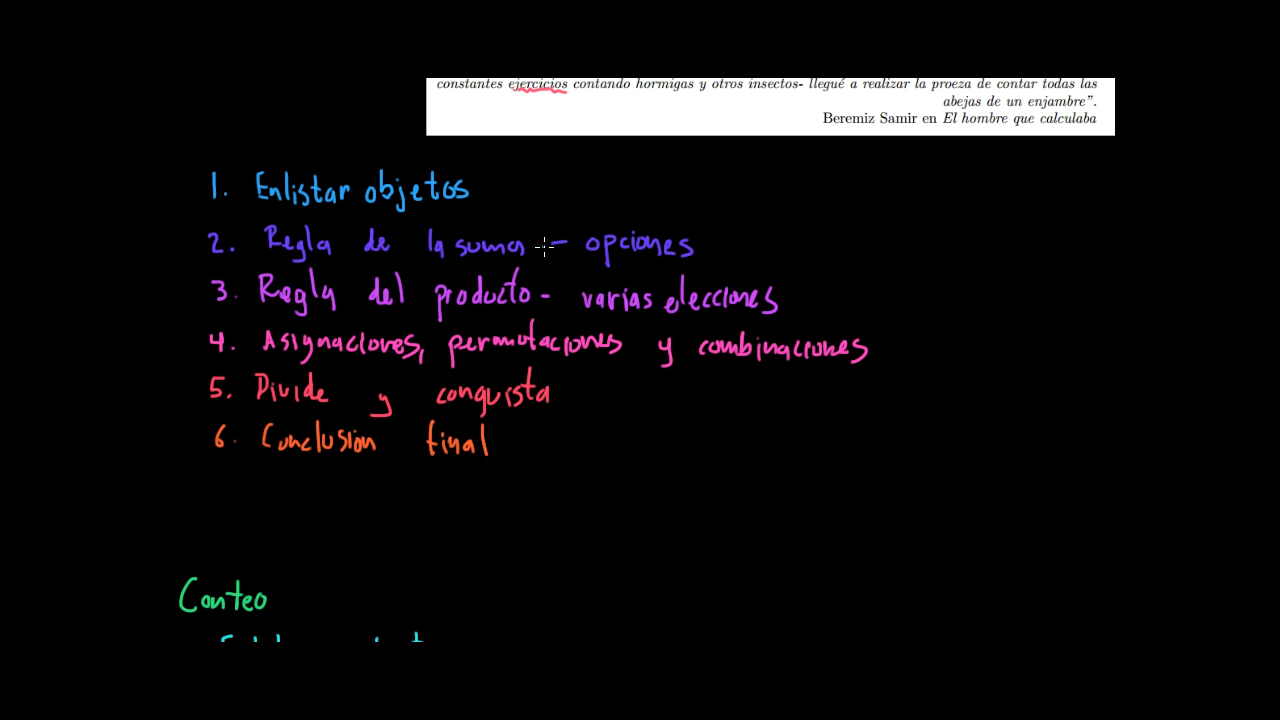 constantes ejercicios contando hormigas y otros insectos- llegué a realizar la proeza de contar todas las
abejas de un enjambre".
Beremiz Samir en El hombre que calculaba
1. Enlistar objetos
2. Regla de la suma - opciones
3. Regla del producto - varias elecciones
4. Asignaciones, permutaciones y combinaciones
5. Divide y conquista
6. Conclusion final
Conteo